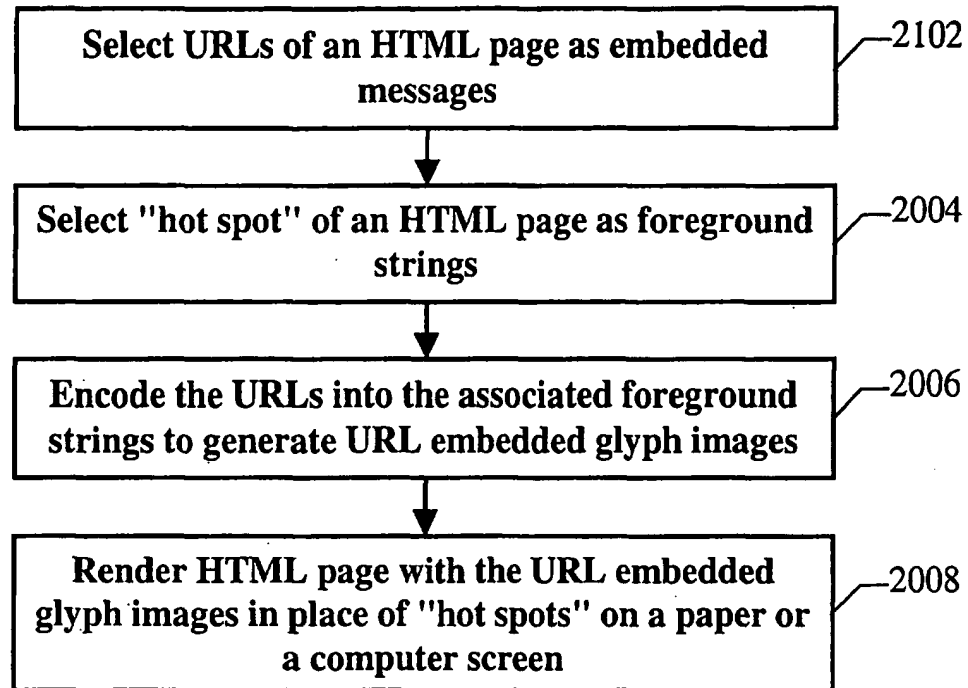 Select URLs of an HTML page as embedded
messages
2102
Select "hot spot" of an HTML page as foreground
strings
2004
Encode the URLs into the associated foreground
strings to generate URL embedded glyph images
2006
Render HTML page with the URL embedded
glyph images in place of "hot spots" on a paper or
a computer screen
2008